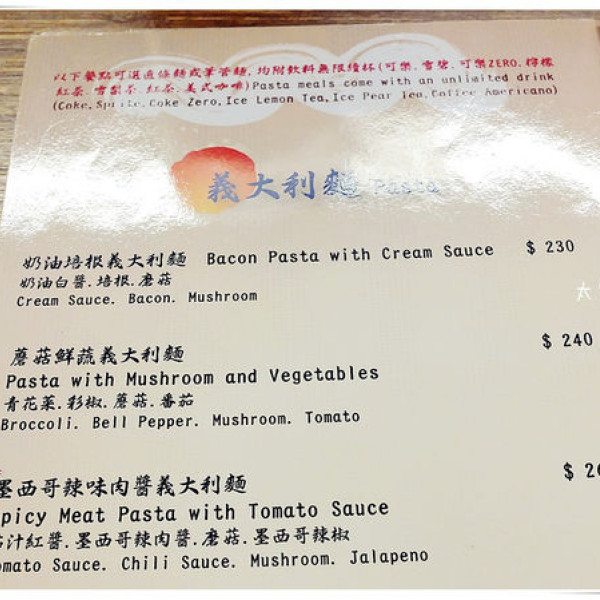 以下餐點可選直條麵或筆管麵,均附飲料無限續杯(可樂.雪碧.可樂ZERO.檸檬
紅茶.雪梨茶.紅茶.美式咖啡)Pasta meals come with an unlimited drink
(Coke, Sprite, Coke Zero, Ice Lemon Tea, Ice Pear Tea, Coffee Americano)
義大利麵 Pasta
奶油培根義大利麵 Bacon Pasta with Cream Sauce $ 230
奶油白醬.培根.蘑菇
Cream Sauce. Bacon. Mushroom
蘑菇鮮蔬義大利麵 $ 240
Pasta with Mushroom and Vegetables
青花菜.彩椒.蘑菇.番茄
Broccoli. Bell Pepper. Mushroom. Tomato
墨西哥辣味肉醬義大利麵
picy Meat Pasta with Tomato Sauce
汁紅醬.墨西哥辣肉醬.蘑菇.墨西哥辣椒
omato Sauce. Chili Sauce. Mushroom. Jalapeno